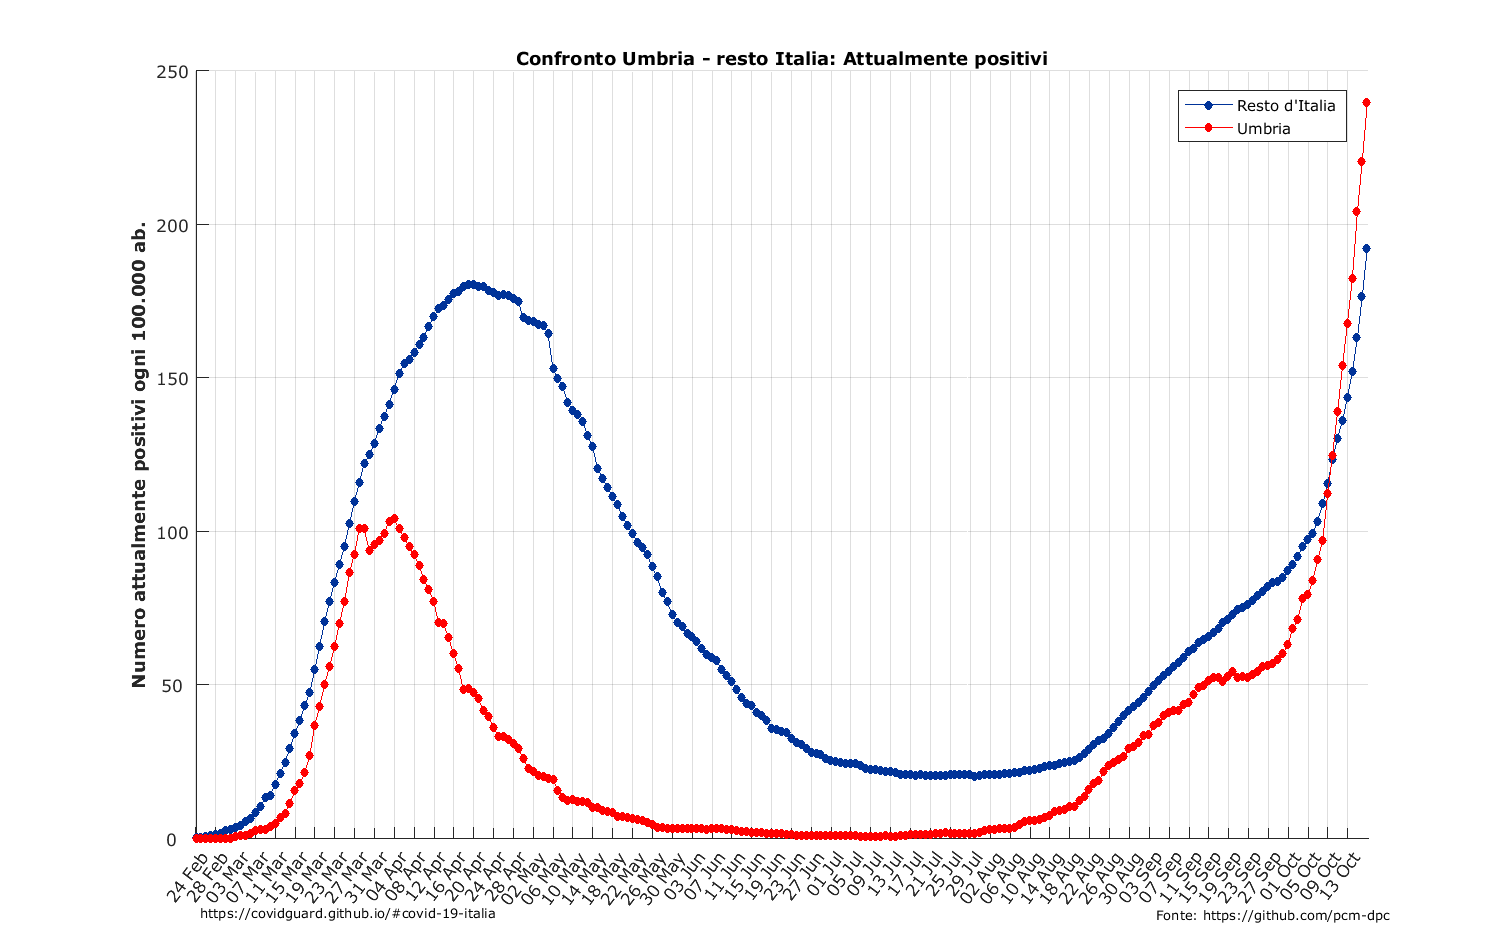 Confronto Umbria - resto Italia: Attualmente positivi
Resto d'Italia
Umbria
Numero attualmente positivi ogni 100.000 ab.
250
200
150
100
50
0
24 Feb
28 Feb
03 Mar
07 Mar
11 Mar
15 Mar
19 Mar
23 Mar
27 Mar
31 Mar
04 Apr
08 Apr
12 Apr
16 Apr
20 Apr
24 Apr
28 Apr
02 May
06 May
10 May
14 May
18 May
22 May
26 May
30 May
03 Jun
07 Jun
11 Jun
15 Jun
19 Jun
23 Jun
27 Jun
01 Jul
05 Jul
09 Jul
13 Jul
17 Jul
21 Jul
25 Jul
29 Jul
02 Aug
06 Aug
10 Aug
14 Aug
18 Aug
22 Aug
26 Aug
30 Aug
03 Sep
07 Sep
11 Sep
15 Sep
19 Sep
23 Sep
27 Sep
01 Oct
05 Oct
09 Oct
13 Oct
https://covidguard.github.io/#covid-19-italia
Fonte: https://github.com/pcm-dpc